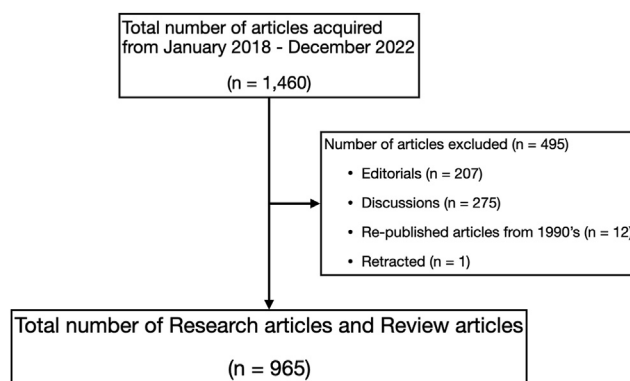 Total number of articles acquired
from January 2018 - December 2022
(n = 1,460)
Number of articles excluded (n = 495)
• Editorials (n = 207)
• Discussions (n = 275)
• Re-published articles from 1990's (n = 12)
• Retracted (n = 1)
Total number of Research articles and Review articles
(n = 965)